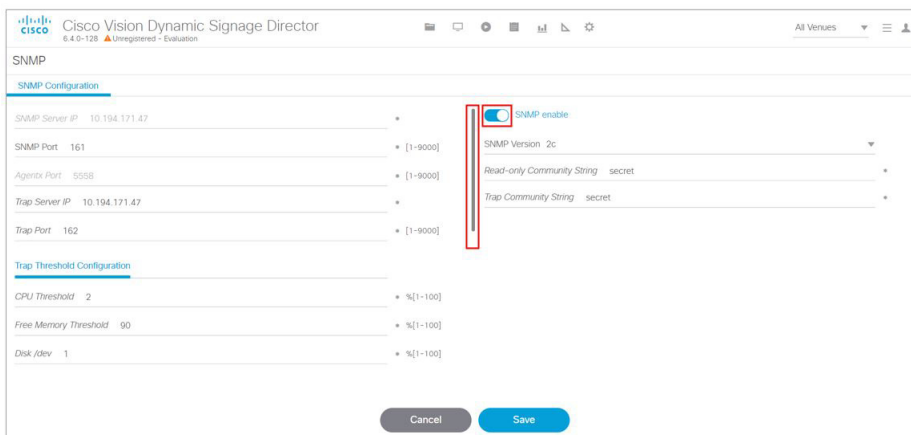 CISCO
Cisco Vision Dynamic Signage Director
6.4.0-128 Unregistered - Evaluation
All Venues
SNMP
SNMP Configuration
SNMP Server IP 10.194.171.47
SNMP Port 161 [1-9000]
Agentx Port 5558 [1-9000]
Trap Server IP 10.194.171.47
Trap Port 162 [1-9000]
Trap Threshold Configuration
CPU Threshold 2 %[1-100]
Free Memory Threshold 90 %[1-100]
Disk /dev 1 %[1-100]
SNMP enable
SNMP Version 2c
Read-only Community String secret
Trap Community String secret
Cancel
Save